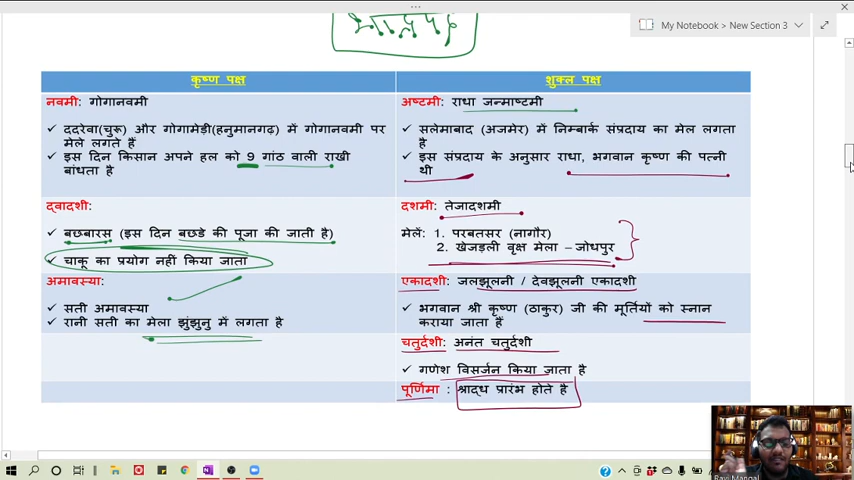 भाद्रपद
My Notebook > New Section 3
कृष्ण पक्ष
नवमी: गोगानवमी
ददरेवा(चुरू) और गोगामेड़ी(हनुमानगढ़) में गोगानवमी पर
मेले लगते हैं
इस दिन किसान अपने हल को 9 गांठ वाली राखी
बांधता है
द्वादशी:
बछबारस (इस दिन बछडे की पूजा की जाती है)
चाकू का प्रयोग नहीं किया जाता
अमावस्या:
सती अमावस्या
रानी सती का मेला झुंझुनु में लगता है
शुक्ल पक्ष
अष्टमी: राधा जन्माष्टमी
सलेमाबाद (अजमेर) में निम्बार्क संप्रदाय का मेल लगता
है
इस संप्रदाय के अनुसार राधा, भगवान कृष्ण की पत्नी
थी
दशमी: तेजादशमी
मेलें: 1. परबतसर (नागौर)
2. खेजड़ली वृक्ष मेला – जोधपुर
एकादशी: जलझूलनी / देवझूलनी एकादशी
भगवान श्री कृष्ण (ठाकुर) जी की मूर्तियों को स्नान
कराया जाता हैं
चतुर्दशी: अनंत चतुर्दशी
गणेश विसर्जन किया जाता है
पूर्णिमा : श्राद्ध प्रारंभ होते है
Ravi Mangal